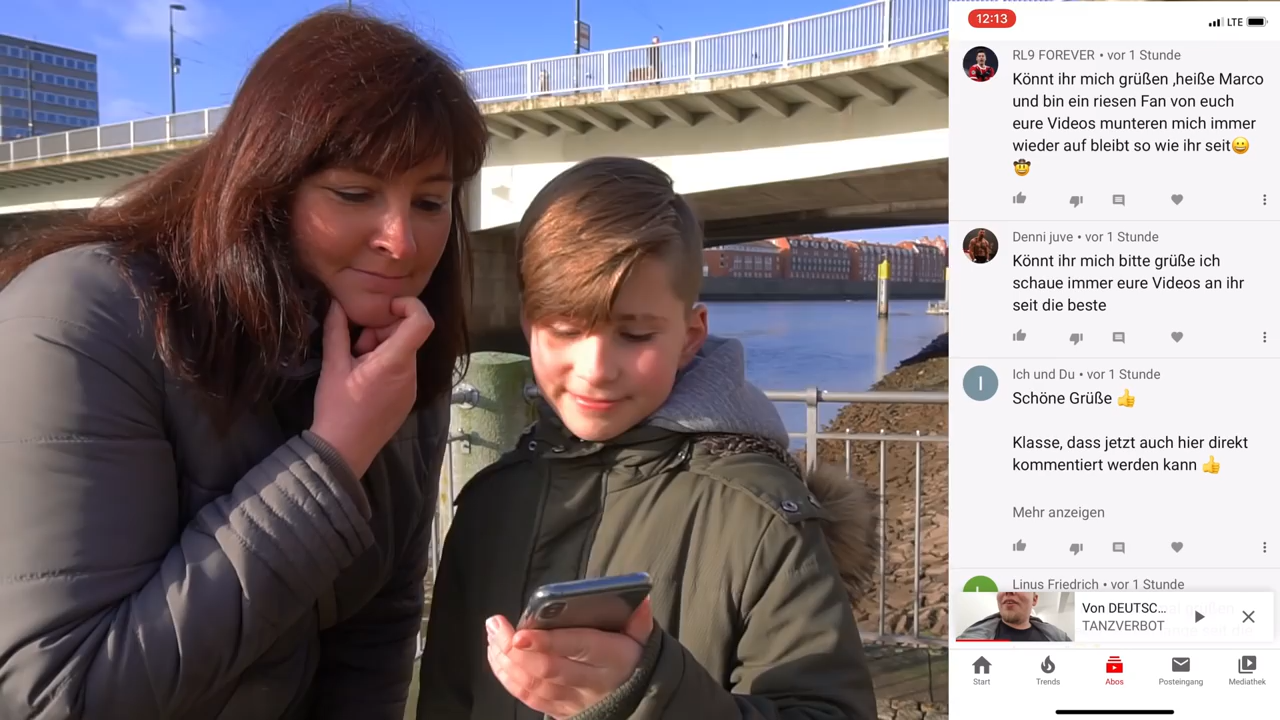 12:13
LTE
RL9 FOREVER • vor 1 Stunde
Könnt ihr mich grüßen ,heiße Marco
und bin ein riesen Fan von euch
eure Videos munteren mich immer
wieder auf bleibt so wie ihr seit😀
🤠
Denni juve • vor 1 Stunde
Könnt ihr mich bitte grüße ich
schaue immer eure Videos an ihr
seit die beste
I
Ich und Du • vor 1 Stunde
Schöne Grüße 👍
Klasse, dass jetzt auch hier direkt
kommentiert werden kann 👍
Mehr anzeigen
Linus Friedrich • vor 1 Stunde
Von DEUTSC...
TANZVERBOT
Start
Trends
Abos
Posteingang
Mediathek